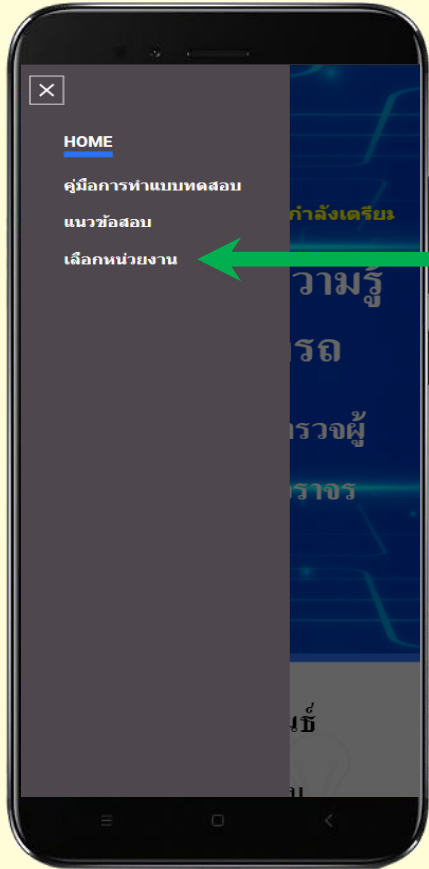 HOME
คู่มือการทำแบบทดสอบ
แนวข้อสอบ
เลือกหน่วยงาน
กำลังเตรียม
วามรู้
รถ
รวจผู้
ราจร